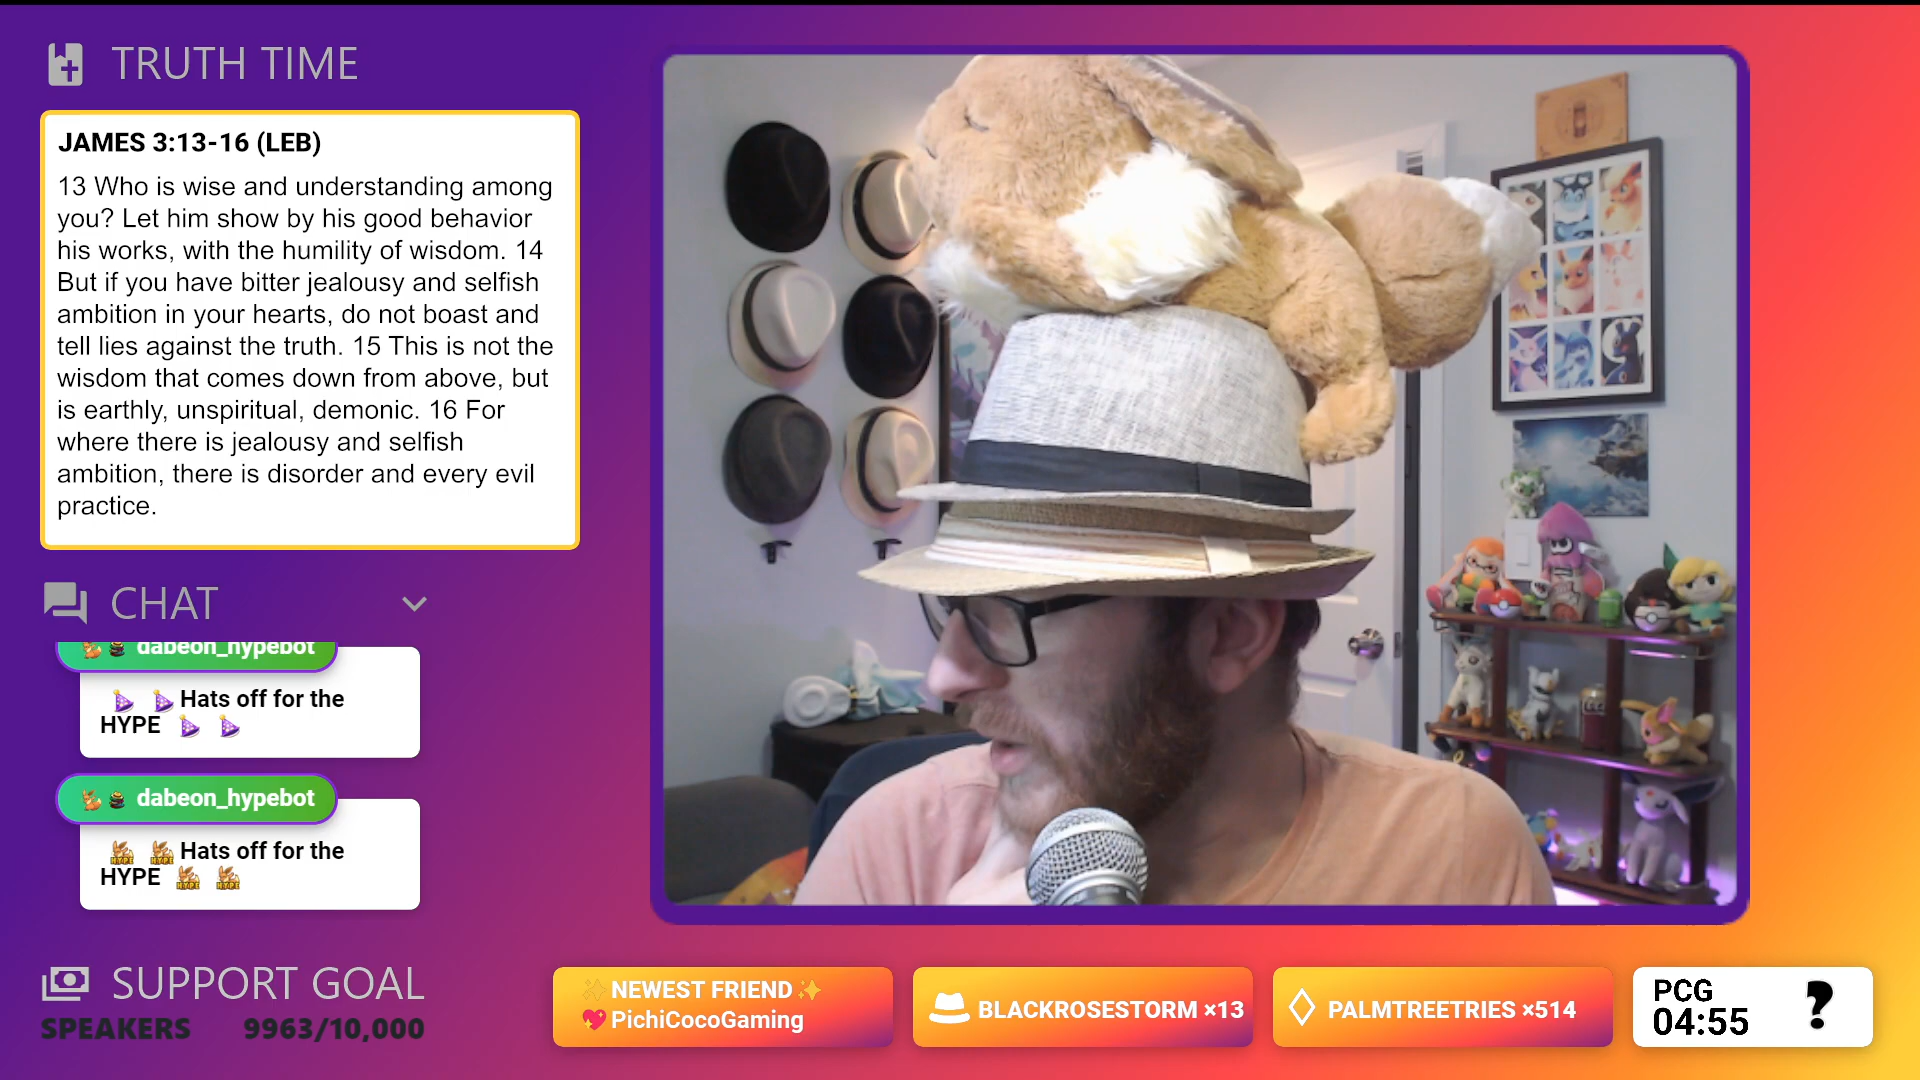 TRUTH TIME
JAMES 3:13-16 (LEB)
13 Who is wise and understanding among
you? Let him show by his good behavior
his works, with the humility of wisdom. 14
But if you have bitter jealousy and selfish
ambition in your hearts, do not boast and
tell lies against the truth. 15 This is not the
wisdom that comes down from above, but
is earthly, unspiritual, demonic. 16 For
where there is jealousy and selfish
ambition, there is disorder and every evil
practice.
CHAT
dabeon_hypebot
Hats off for the
HYPE
dabeon_hypebot
Hats off for the
HYPE
SUPPORT GOAL
SPEAKERS 9963/10,000
NEWEST FRIEND
PichiCocoGaming
BLACKROSESTORM ×13
PALMTREETRIES ×514
PCG
04:55
?